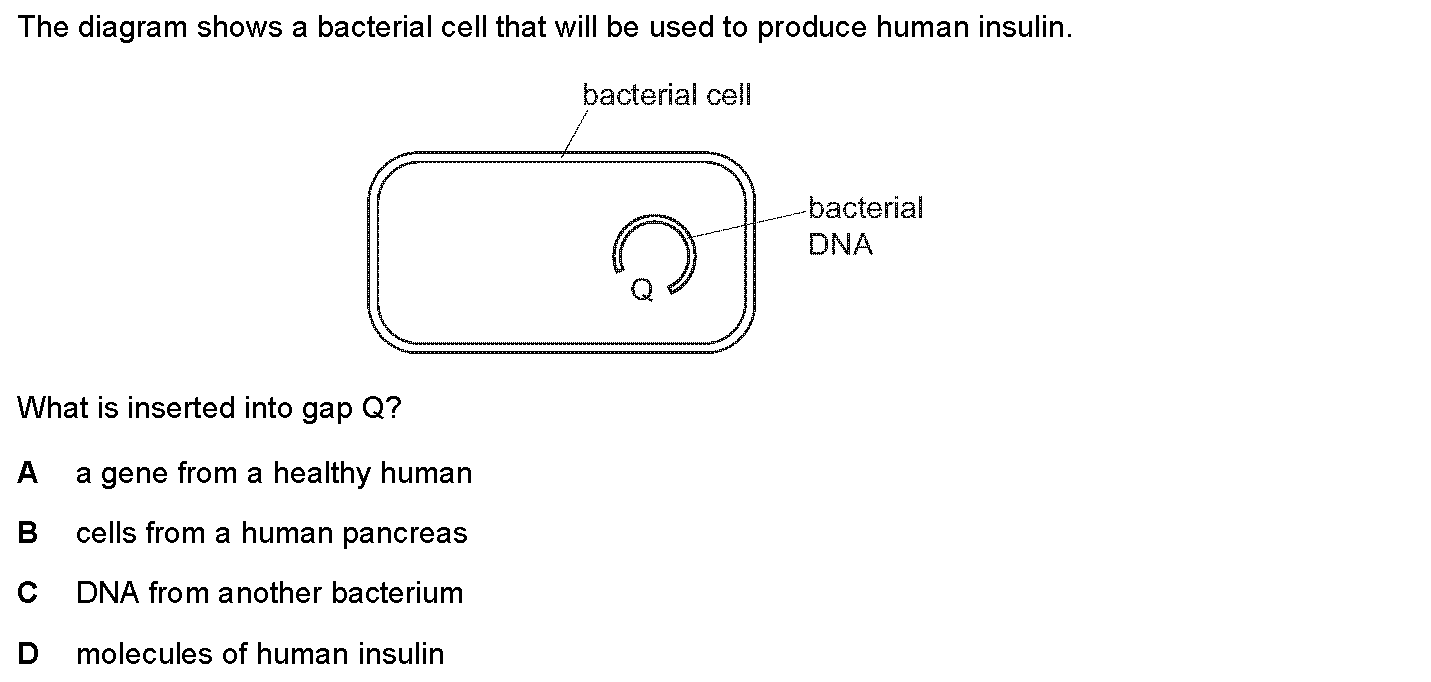 The diagram shows a bacterial cell that will be used to produce human insulin.
bacterial cell
bacterial
DNA
Q
What is inserted into gap Q?
A a gene from a healthy human
B cells from a human pancreas
C DNA from another bacterium
D molecules of human insulin